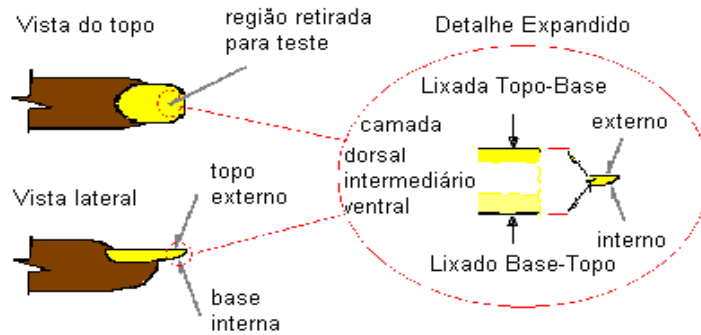 Vista do topo
região retirada
para teste
Detalhe Expandido
Lixada Topo-Base
camada
externo
dorsal
intermediário
ventral
interno
Lixado Base-Topo
Vista lateral
topo
externo
base
interna